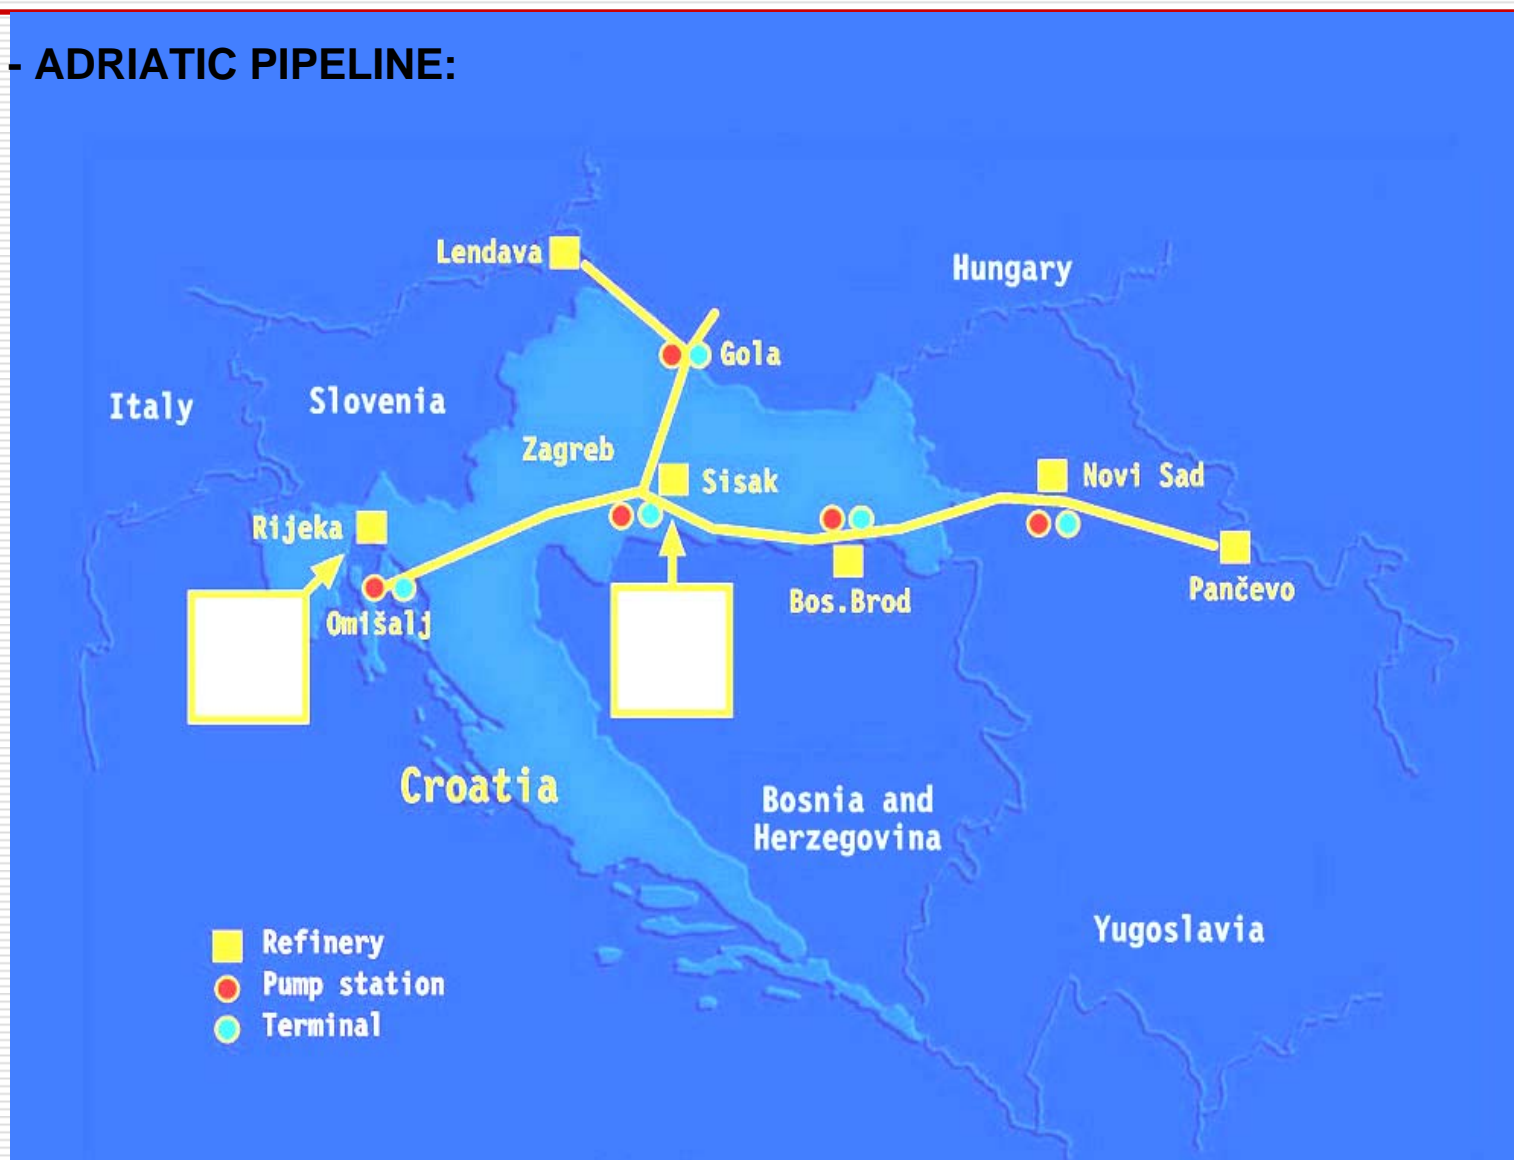 - ADRIATIC PIPELINE:
Lendava
Hungary
Gola
Italy
Slovenia
Zagreb
Sisak
Novi Sad
Rijeka
Pančevo
Bos.Brod
Omišalj
Croatia
Bosnia and
Herzegovina
Yugoslavia
Refinery
Pump station
Terminal